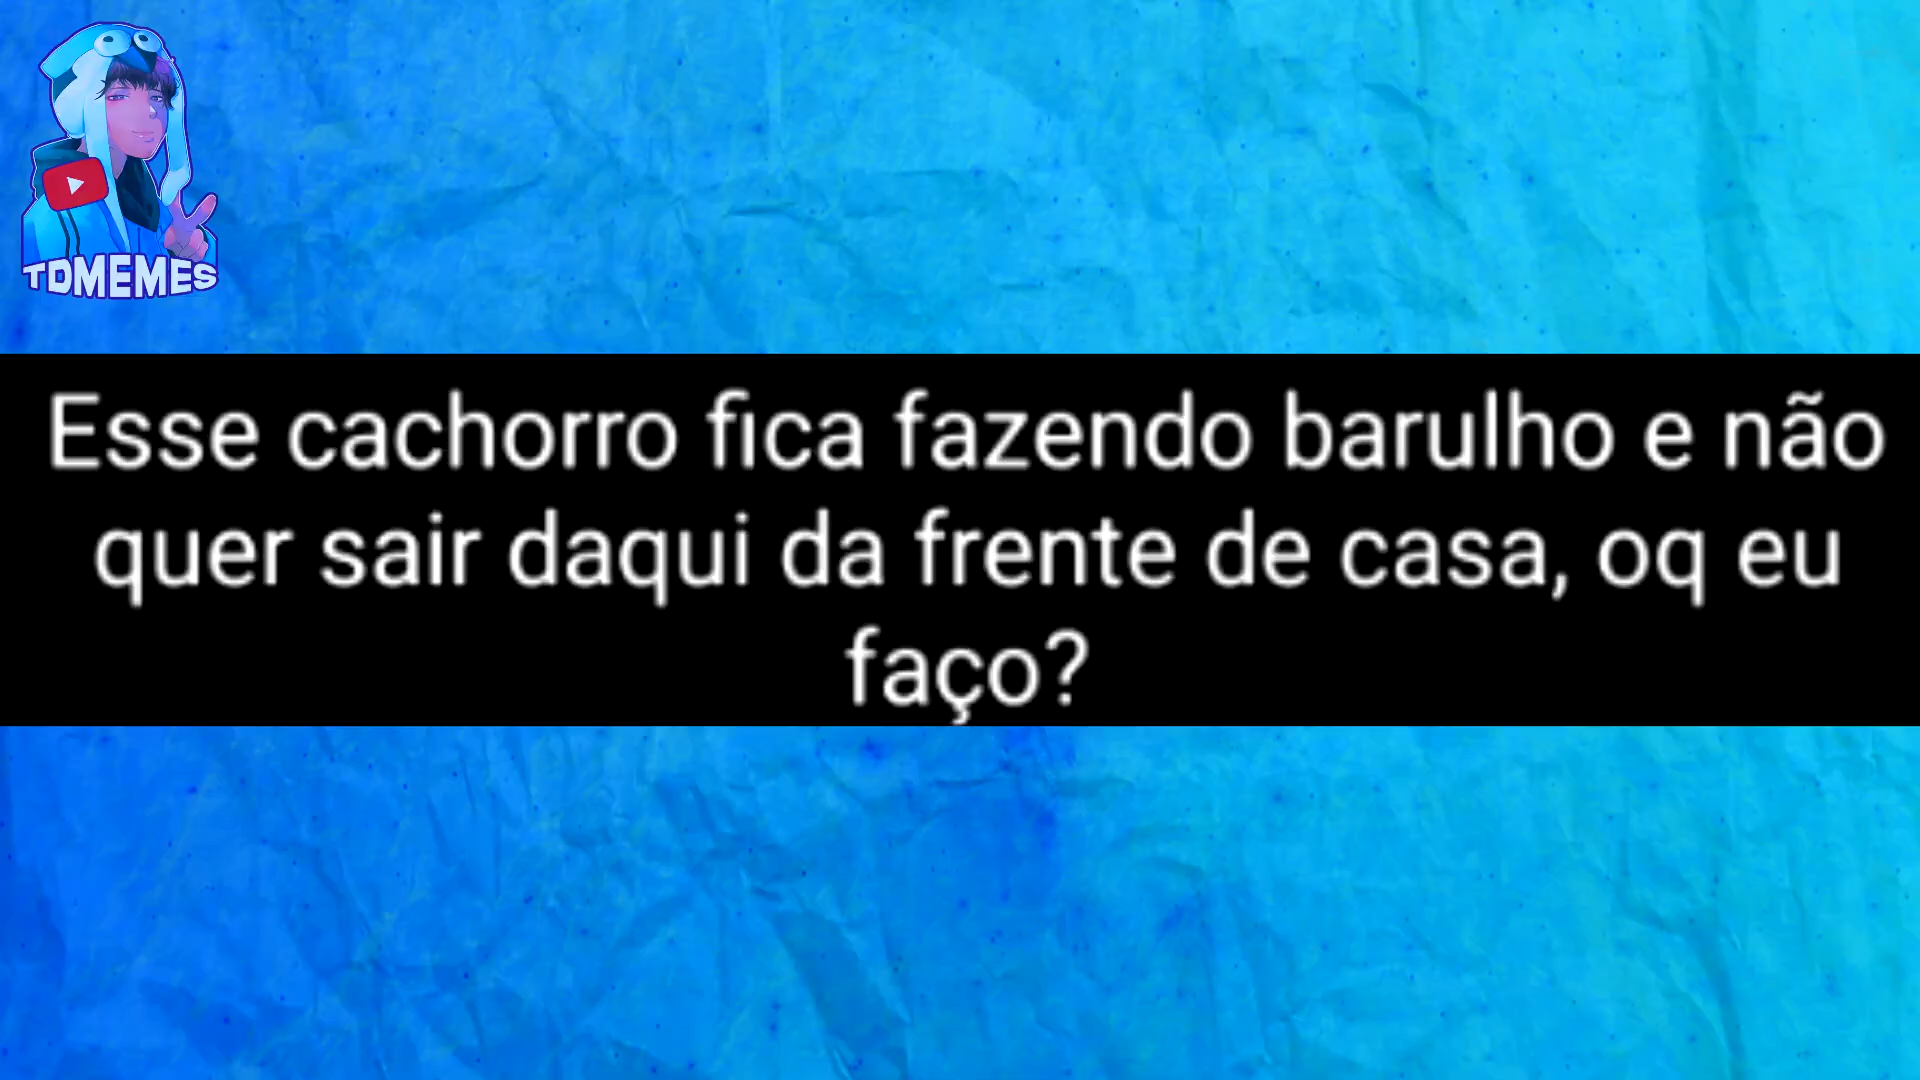 TDMEMES
Esse cachorro fica fazendo barulho e não
quer sair daqui da frente de casa, oq eu
faço?